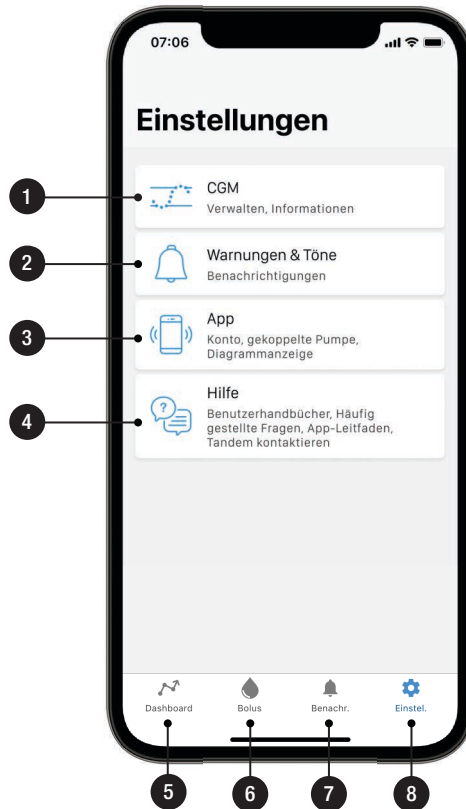 07:06
Einstellungen
1
CGM
Verwalten, Informationen
2
Warnungen & Töne
Benachrichtigungen
3
App
Konto, gekoppelte Pumpe,
Diagrammanzeige
4
Hilfe
?
Benutzerhandbücher, Häufig
gestellte Fragen, App-Leitfaden,
Tandem kontaktieren
Dashboard
Bolus
Benachr.
Einstel.
5
6
7
8